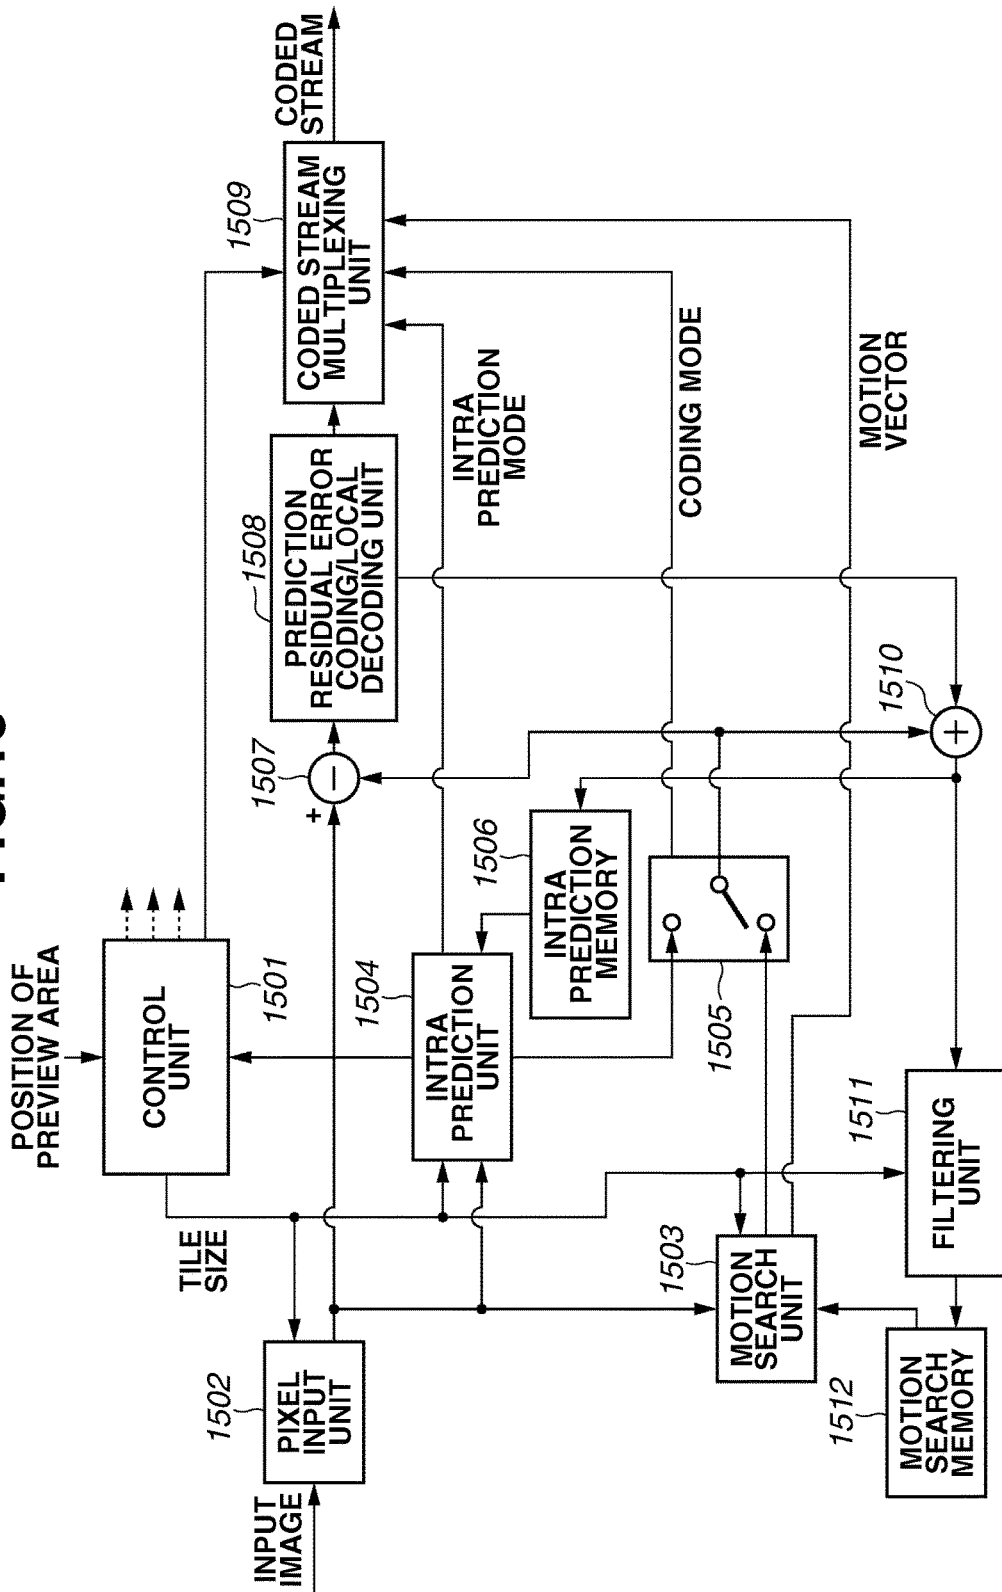 POSITION OF
PREVIEW AREA
CONTROL
UNIT
1501
TILE
SIZE
INPUT
IMAGE
1502
PIXEL
INPUT
UNIT
+
−
1507
1508
PREDICTION
RESIDUAL ERROR
CODING/LOCAL
DECODING UNIT
1509
CODED STREAM
MULTIPLEXING
UNIT
CODED
STREAM
1504
INTRA
PREDICTION
UNIT
INTRA
PREDICTION
MODE
1506
INTRA
PREDICTION
MEMORY
1505
CODING MODE
1503
MOTION
SEARCH
UNIT
MOTION
VECTOR
1512
MOTION
SEARCH
MEMORY
1511
FILTERING
UNIT
1510
+